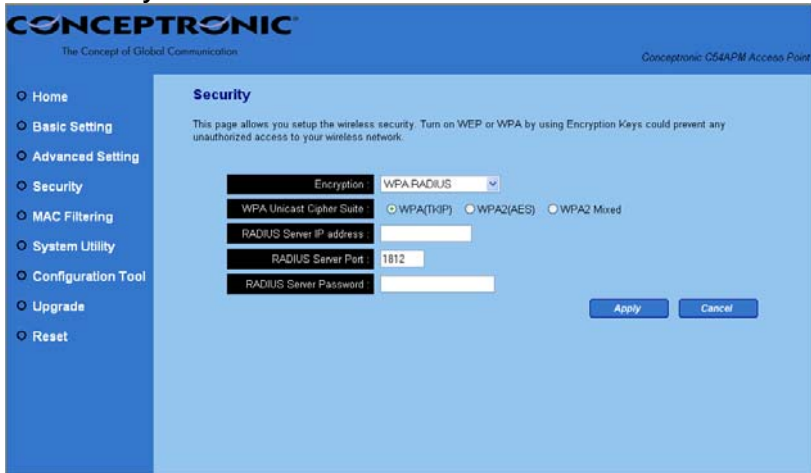 CONCEPTRONIC
The Concept of Global Communication
Conceptronic C54APM Access Point
Home
Basic Setting
Advanced Setting
Security
MAC Filtering
System Utility
Configuration Tool
Upgrade
Reset
Security
This page allows you setup the wireless security. Turn on WEP or WPA by using Encryption Keys could prevent any
unauthorized access to your wireless network.
Encryption : WPA RADIUS
WPA Unicast Cipher Suite : WPA(TKIP) WPA2(AES) WPA2 Mixed
RADIUS Server IP address :
RADIUS Server Port : 1812
RADIUS Server Password :
Apply Cancel